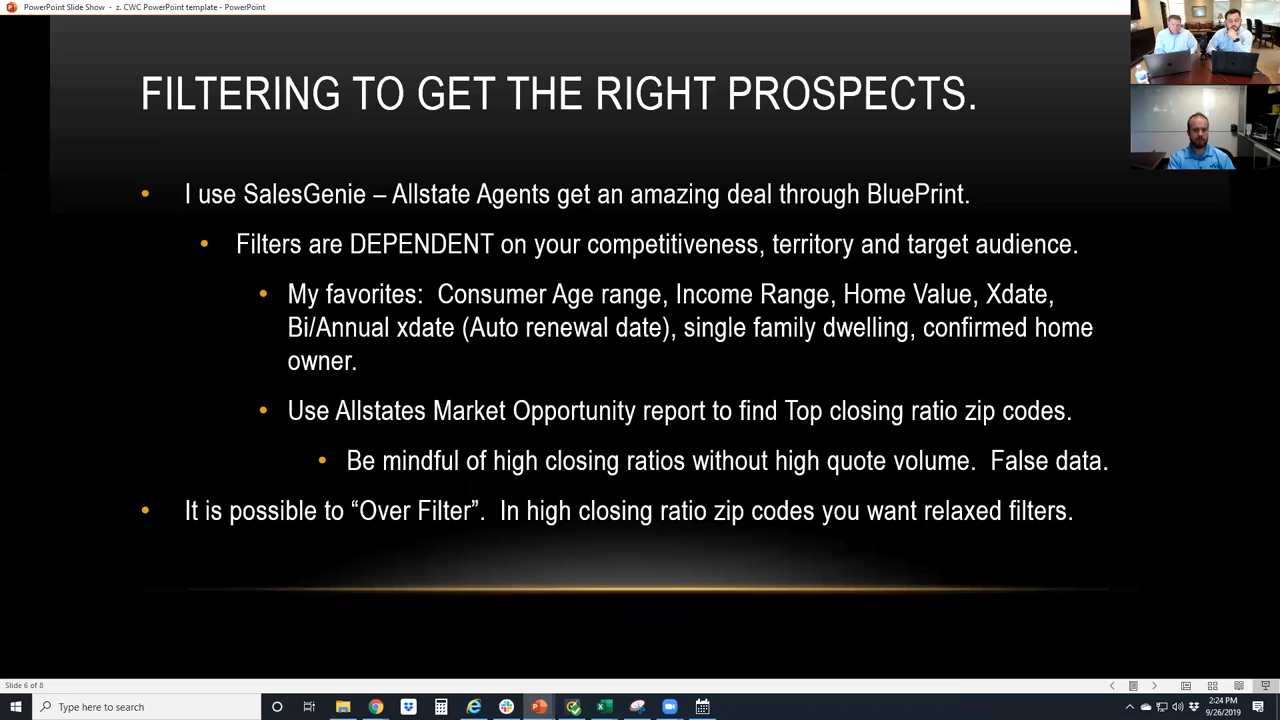 PowerPoint Slide Show - z. CWC PowerPoint template - PowerPoint
FILTERING TO GET THE RIGHT PROSPECTS.
• I use SalesGenie – Allstate Agents get an amazing deal through BluePrint.
• Filters are DEPENDENT on your competitiveness, territory and target audience.
• My favorites: Consumer Age range, Income Range, Home Value, Xdate,
Bi/Annual xdate (Auto renewal date), single family dwelling, confirmed home
owner.
• Use Allstates Market Opportunity report to find Top closing ratio zip codes.
• Be mindful of high closing ratios without high quote volume. False data.
• It is possible to “Over Filter”. In high closing ratio zip codes you want relaxed filters.
Slide 6 of 8
Type here to search
2:24 PM
9/26/2019